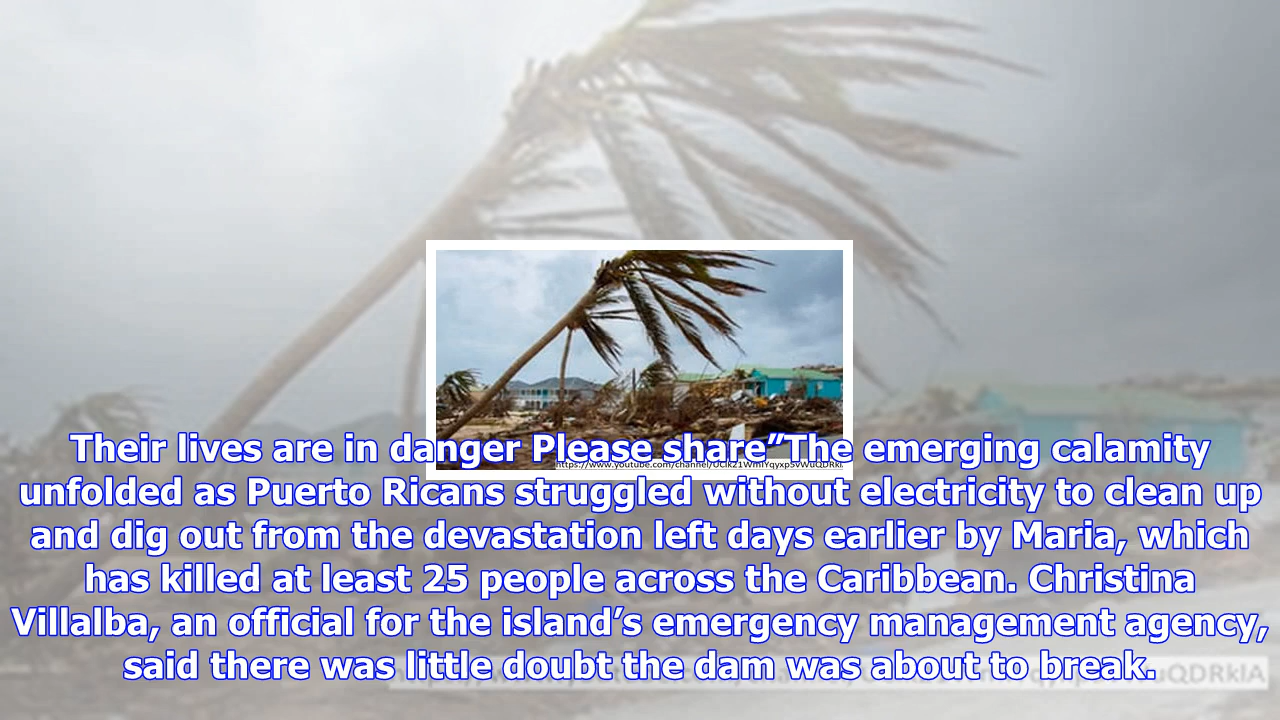 Their lives are in danger Please share”The emerging calamity
unfolded as Puerto Ricans struggled without electricity to clean up
and dig out from the devastation left days earlier by Maria, which
has killed at least 25 people across the Caribbean. Christina
Villalba, an official for the island’s emergency management agency,
said there was little doubt the dam was about to break.